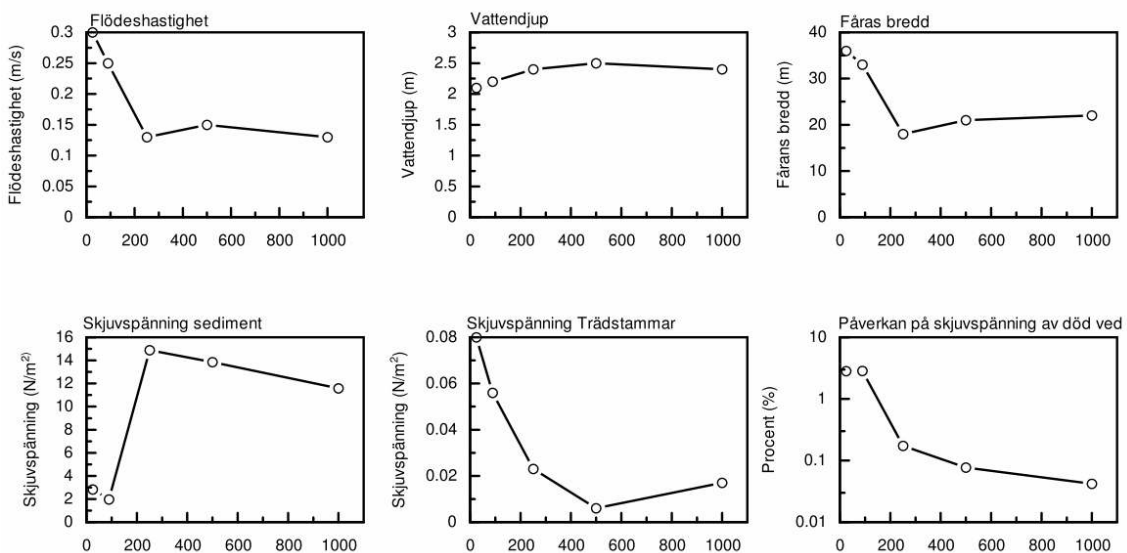 Flödeshastighet
Flödeshastighet (m/s)
0.3
0.25
0.2
0.15
0.1
0.05
0
0 200 400 600 800 1000
Vattendjup
Vattendjup (m)
3
2.5
2
1.5
1
0.5
0
0 200 400 600 800 1000
Fåras bredd
Fårans bredd (m)
40
30
20
10
0
0 200 400 600 800 1000
Skjuvspänning sediment
Skjuvspänning (N/m²)
16
14
12
10
8
6
4
2
0
0 200 400 600 800 1000
Skjuvspänning Trädstammar
Skjuvspänning (N/m²)
0.08
0.06
0.04
0.02
0
0 200 400 600 800 1000
Påverkan på skjuvspänning av död ved
Procent (%)
10
1
0.1
0.01
0 200 400 600 800 1000